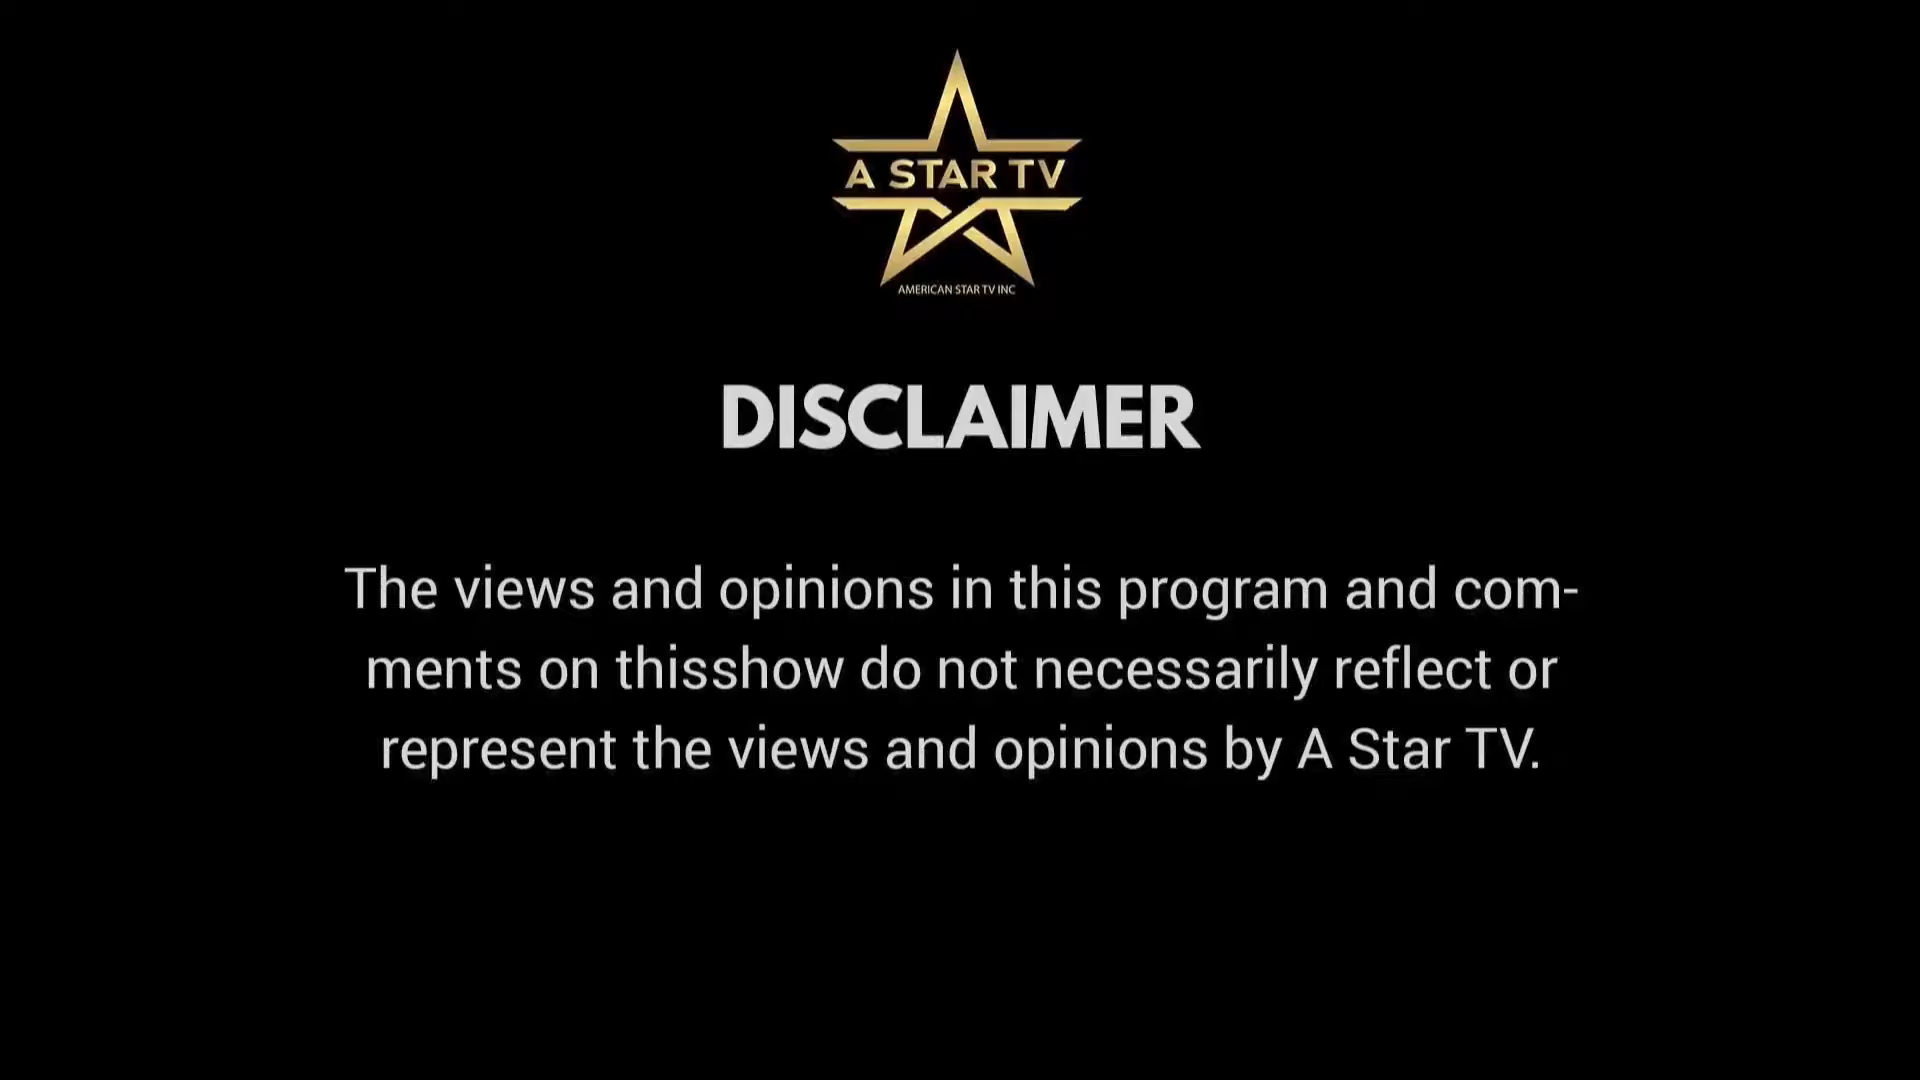 A STAR TV
AMERICAN STAR TV INC
DISCLAIMER
The views and opinions in this program and com-
ments on thisshow do not necessarily reflect or
represent the views and opinions by A Star TV.